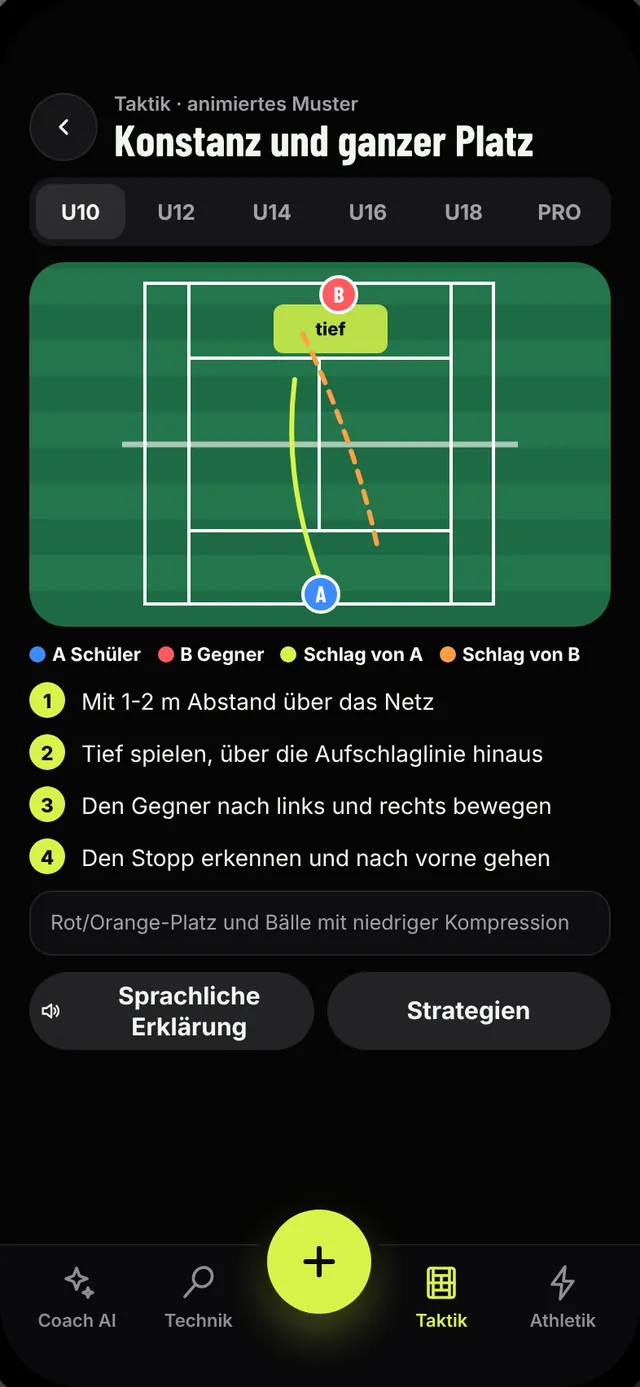 Taktik · animiertes Muster
Konstanz und ganzer Platz
U10 U12 U14 U16 U18 PRO
B
tief
A
A Schüler B Gegner Schlag von A Schlag von B
1 Mit 1-2 m Abstand über das Netz
2 Tief spielen, über die Aufschlaglinie hinaus
3 Den Gegner nach links und rechts bewegen
4 Den Stopp erkennen und nach vorne gehen
Rot/Orange-Platz und Bälle mit niedriger Kompression
Sprachliche
Erklärung
Strategien
Coach AI Technik Taktik Athletik